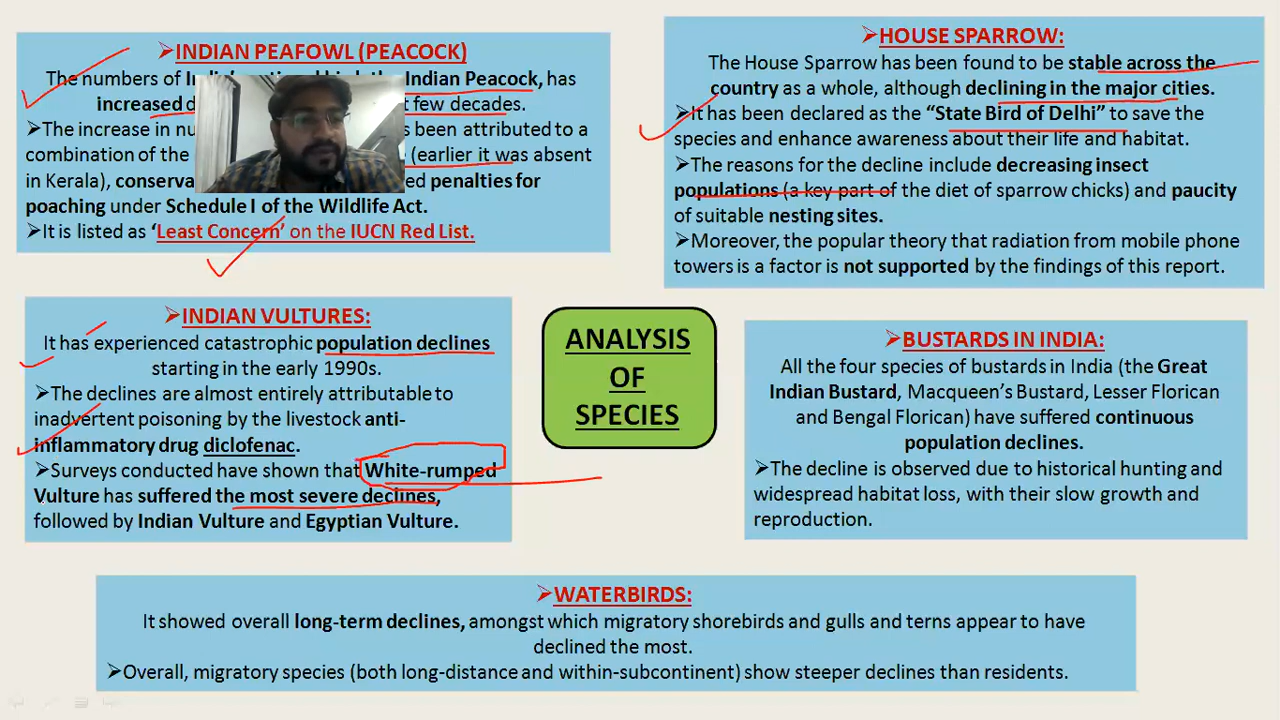 ➢INDIAN PEAFOWL (PEACOCK)
The numbers of Indian Peacock, has
increased few decades.
➢The increase in been attributed to a
combination of the (earlier it was absent
in Kerala), penalties for
poaching under Schedule I of the Wildlife Act.
➢It is listed as ‘Least Concern’ on the IUCN Red List.
➢HOUSE SPARROW:
The House Sparrow has been found to be stable across the
country as a whole, although declining in the major cities.
➢It has been declared as the “State Bird of Delhi” to save the
species and enhance awareness about their life and habitat.
➢The reasons for the decline include decreasing insect
populations (a key part of the diet of sparrow chicks) and paucity
of suitable nesting sites.
➢Moreover, the popular theory that radiation from mobile phone
towers is a factor is not supported by the findings of this report.
➢INDIAN VULTURES:
It has experienced catastrophic population declines
starting in the early 1990s.
➢The declines are almost entirely attributable to
inadvertent poisoning by the livestock anti-
inflammatory drug diclofenac.
➢Surveys conducted have shown that White-rumped
Vulture has suffered the most severe declines,
followed by Indian Vulture and Egyptian Vulture.
ANALYSIS
OF
SPECIES
➢BUSTARDS IN INDIA:
All the four species of bustards in India (the Great
Indian Bustard, Macqueen’s Bustard, Lesser Florican
and Bengal Florican) have suffered continuous
population declines.
➢The decline is observed due to historical hunting and
widespread habitat loss, with their slow growth and
reproduction.
➢WATERBIRDS:
It showed overall long-term declines, amongst which migratory shorebirds and gulls and terns appear to have
declined the most.
➢Overall, migratory species (both long-distance and within-subcontinent) show steeper declines than residents.